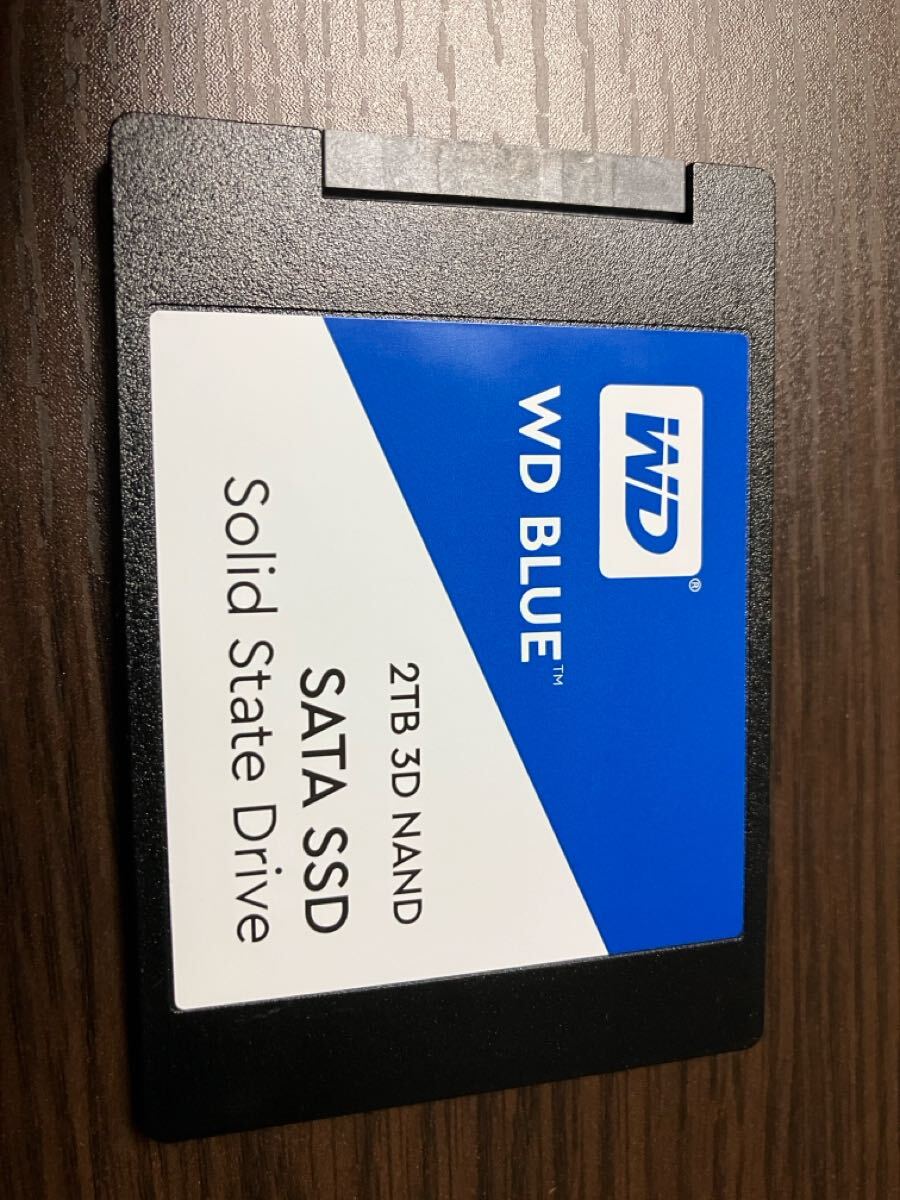 WD®
WD BLUE™
2TB 3D NAND
SATA SSD
Solid State Drive